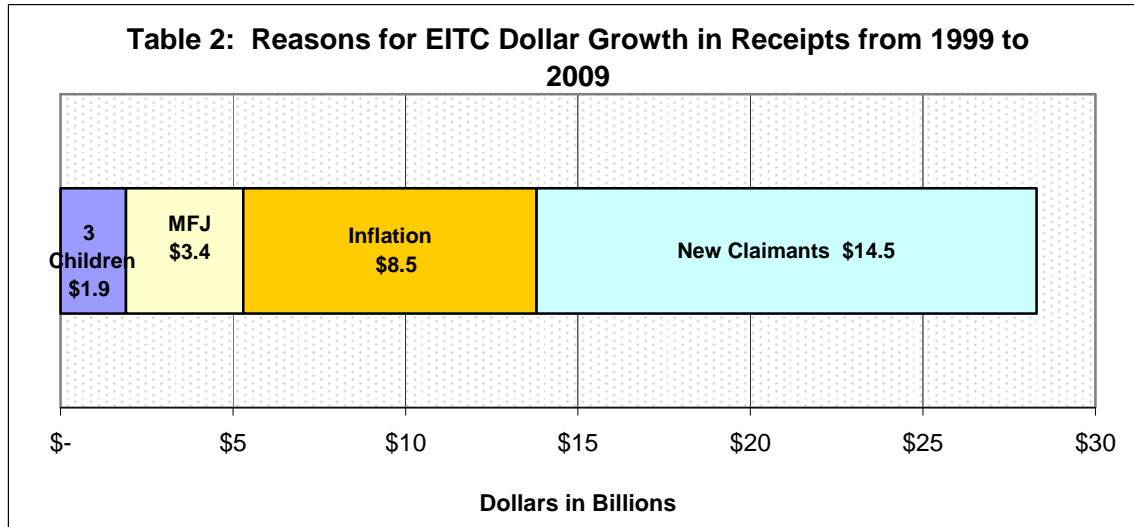 Table 2:  Reasons for EITC Dollar Growth in Receipts from 1999 to
2009
3
Children
$1.9
MFJ
$3.4
Inflation
$8.5
New Claimants  $14.5
$-
$5
$10
$15
$20
$25
$30
Dollars in Billions